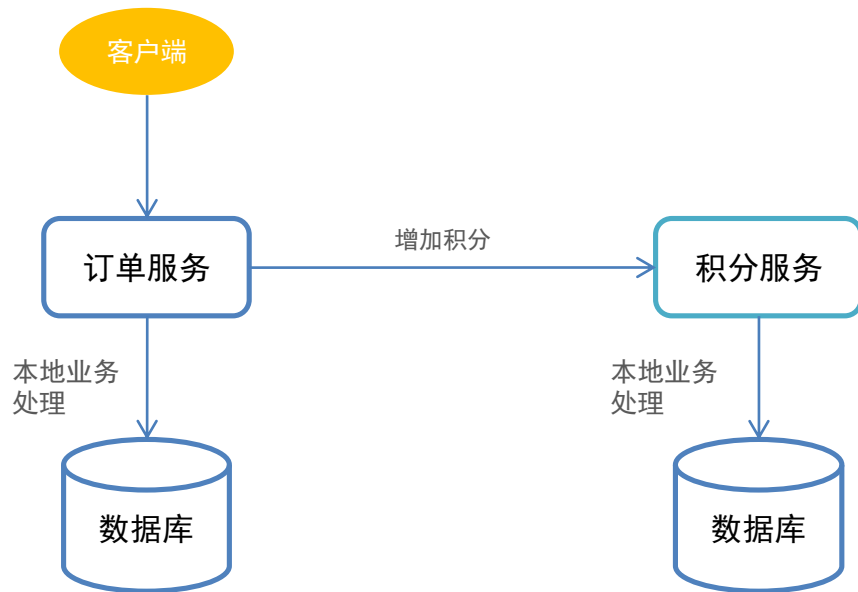 客户端
订单服务
增加积分
积分服务
本地业务
处理
本地业务
处理
数据库
数据库